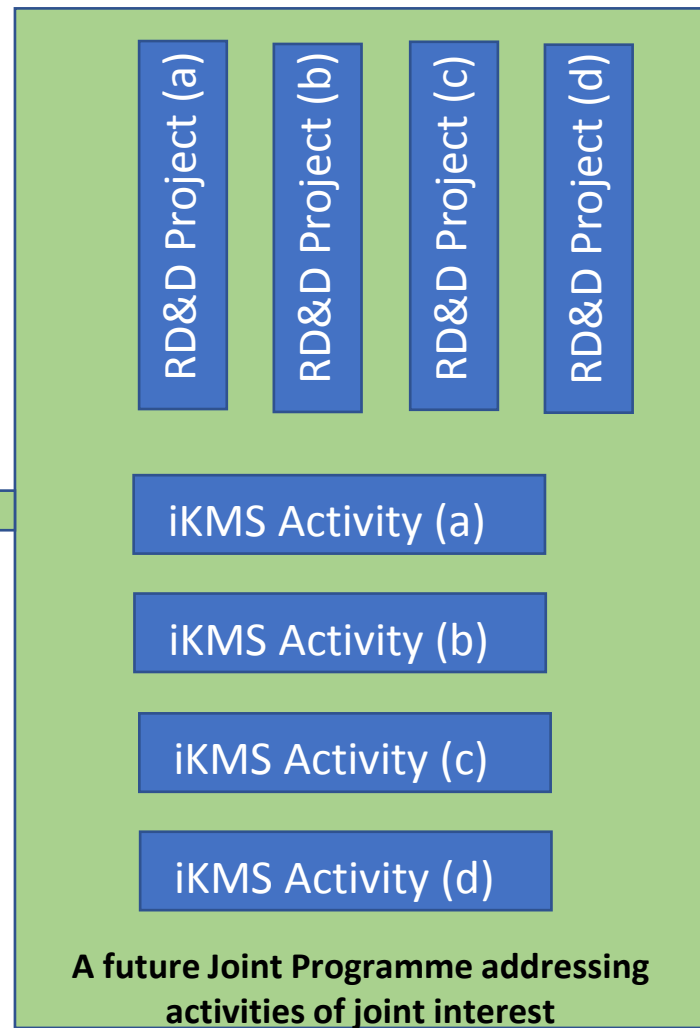 RD&D Project (a)
RD&D Project (b)
RD&D Project (c)
RD&D Project (d)
iKMS Activity (a)
iKMS Activity (b)
iKMS Activity (c)
iKMS Activity (d)
A future Joint Programme addressing
activities of joint interest